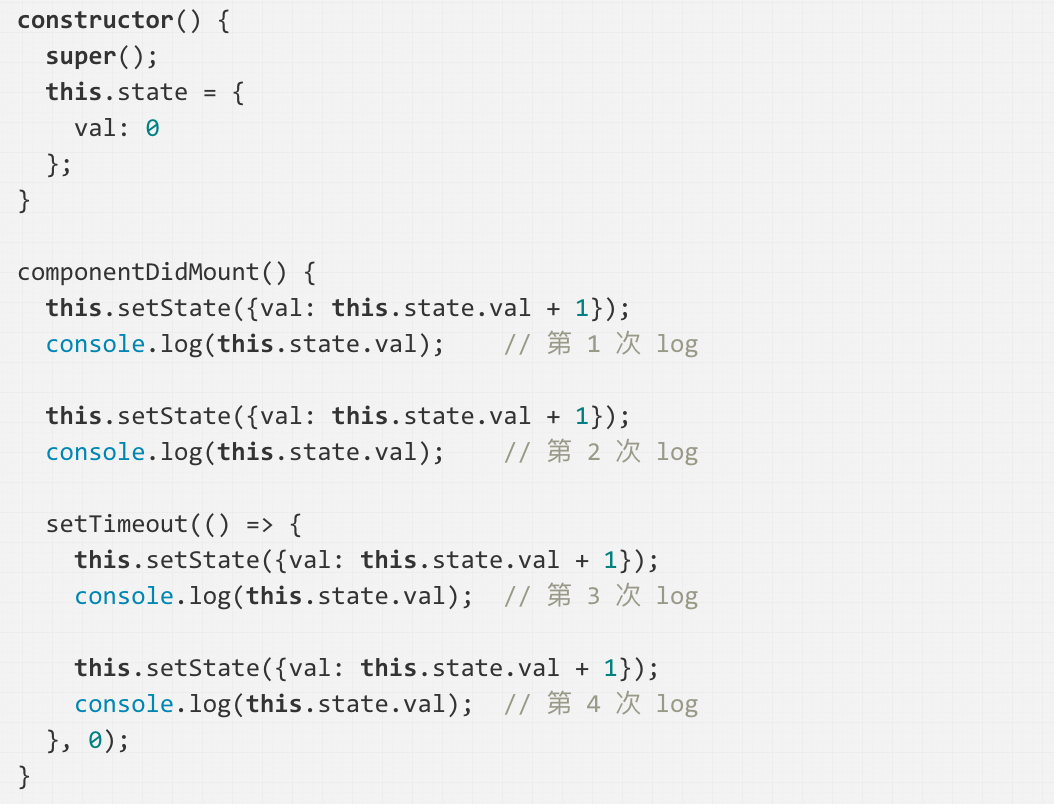 constructor() {
  super();
  this.state = {
    val: 0
  };
}

componentDidMount() {
  this.setState({val: this.state.val + 1});
  console.log(this.state.val);    // 第 1 次 log

  this.setState({val: this.state.val + 1});
  console.log(this.state.val);    // 第 2 次 log

  setTimeout(() => {
    this.setState({val: this.state.val + 1});
    console.log(this.state.val);  // 第 3 次 log

    this.setState({val: this.state.val + 1});
    console.log(this.state.val);  // 第 4 次 log
  }, 0);
}